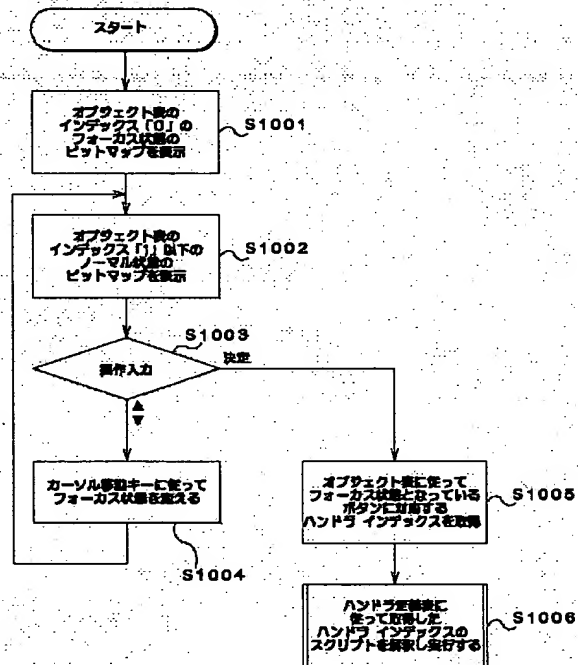 スタート
オブジェクト表の
インデックス「0」の
フォーカス状態の
ビットマップを表示
S1001
オブジェクト表の
インデックス「1」以下の
ノーマル状態の
ビットマップを表示
S1002
S1003
操作入力
決定
▲
▼
カーソル移動キーに従って
フォーカス状態を変える
S1004
オブジェクト表に従って
フォーカス状態となっている
ボタンに対応する
ハンドラ インデックスを取得
S1005
ハンドラ定義表に
従って取得した
ハンドラ インデックスの
スクリプトを解釈し実行する
S1006